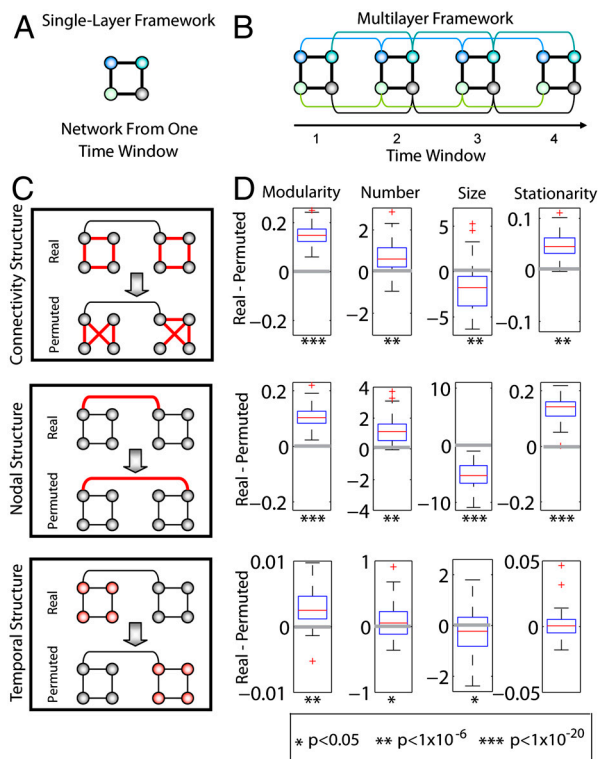 A
Single-Layer Framework
Network From One
Time Window
B
Multilayer Framework
1 2 3 4
Time Window
C
Connectivity Structure
Real
Permuted
Nodal Structure
Real
Permuted
Temporal Structure
Real
Permuted
D
Modularity Number Size Stationarity
Real - Permuted
0.2
0
−0.2
***
2
0
−2
**
5
0
−5
**
0.1
0
−0.1
**
Real - Permuted
0.2
0
−0.2
***
4
2
0
−2
−4
**
10
0
−10
***
0.2
0
−0.2
***
Real - Permuted
0.01
0
−0.01
**
1
0
−1
*
2
0
−2
*
0.05
0
−0.05
* p<0.05 ** p<1x10⁻⁶ *** p<1x10⁻²⁰